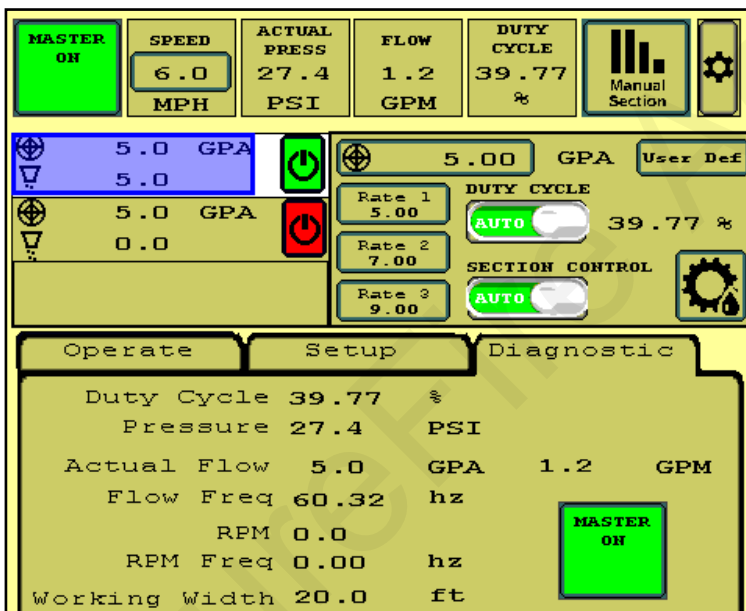 MASTER ON
SPEED
6.0
MPH
ACTUAL PRESS
27.4
PSI
FLOW
1.2
GPM
DUTY CYCLE
39.77
%
Manual Section
5.0 GPA
5.0
5.0 GPA
0.0
5.00 GPA User Def
Rate 1
5.00
Rate 2
7.00
Rate 3
9.00
DUTY CYCLE
AUTO 39.77 %
SECTION CONTROL
AUTO
Operate Setup Diagnostic
Duty Cycle 39.77 %
Pressure 27.4 PSI
Actual Flow 5.0 GPA 1.2 GPM
Flow Freq 60.32 hz
RPM 0.0
RPM Freq 0.00 hz
Working Width 20.0 ft
MASTER ON